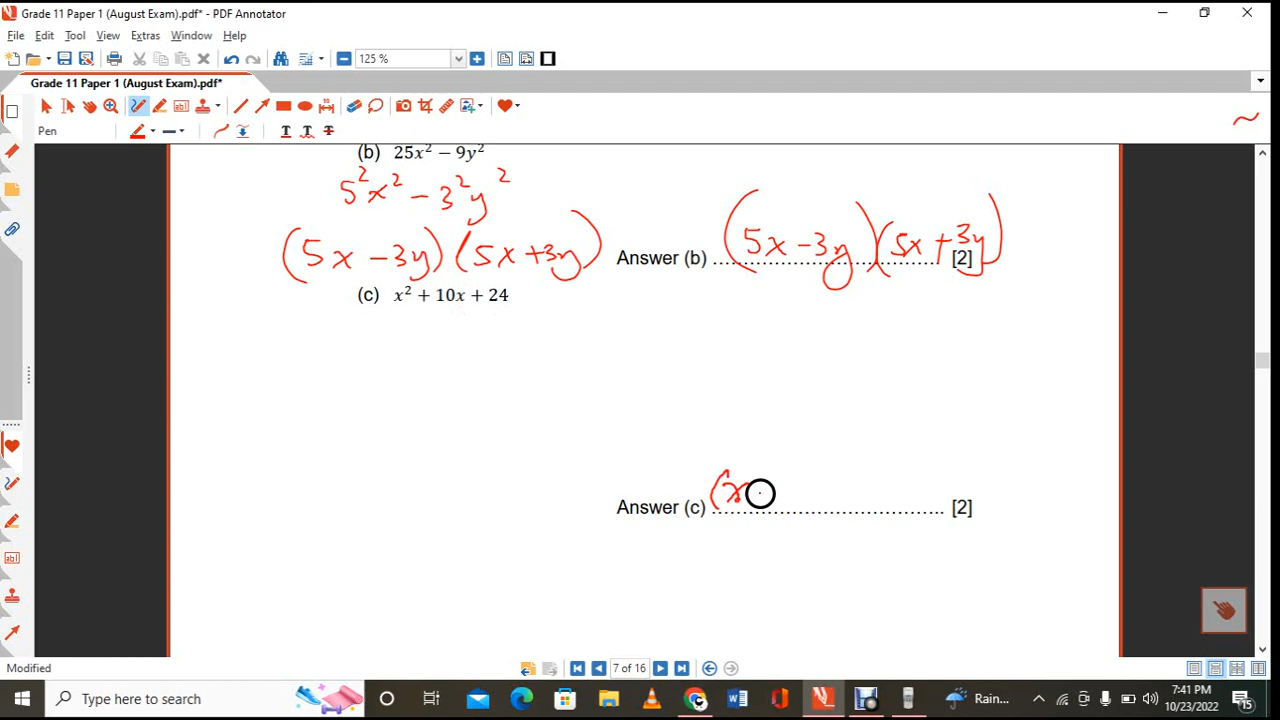 Grade 11 Paper 1 (August Exam).pdf* - PDF Annotator
File Edit Tool View Extras Window Help
125 %
Grade 11 Paper 1 (August Exam).pdf*
Pen
(b) 25x² − 9y²
5²x² − 3²y²
(5x − 3y)(5x + 3y)
Answer (b) (5x − 3y)(5x + 3y) [2]
(c) x² + 10x + 24
Answer (c) (x [2]
Modified
7 of 16
Type here to search
Rain...
7:41 PM
10/23/2022
15